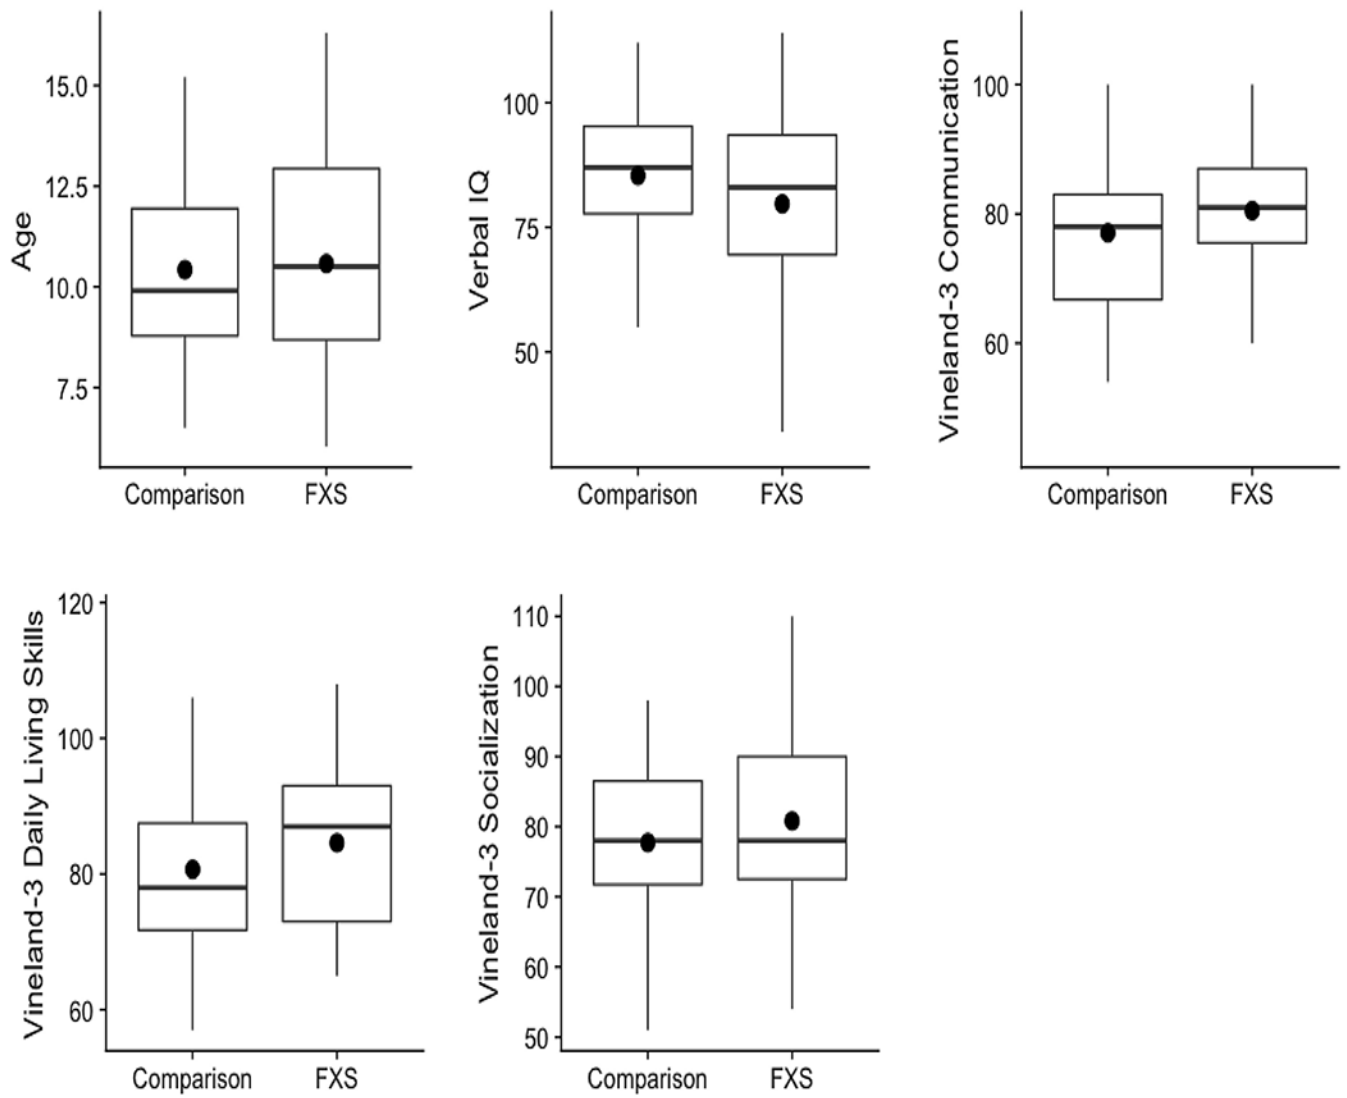 Age
15.0
12.5
10.0
7.5
Comparison FXS
Verbal IQ
100
75
50
Comparison FXS
Vineland-3 Communication
100
80
60
Comparison FXS
Vineland-3 Daily Living Skills
120
100
80
60
Comparison FXS
Vineland-3 Socialization
110
100
90
80
70
60
50
Comparison FXS